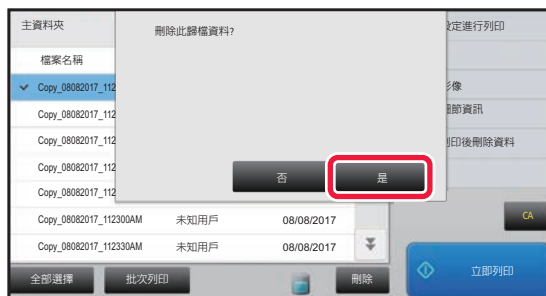 主資料夾
刪除此歸檔資料?
設定進行列印
檔案名稱
Copy_08082017_112
影像
Copy_08082017_112
細節資訊
Copy_08082017_112
列印後刪除資料
Copy_08082017_112
否
是
Copy_08082017_112
Copy_08082017_112300AM 未知用戶 08/08/2017
CA
Copy_08082017_112330AM 未知用戶 08/08/2017
全部選擇
批次列印
刪除
立即列印